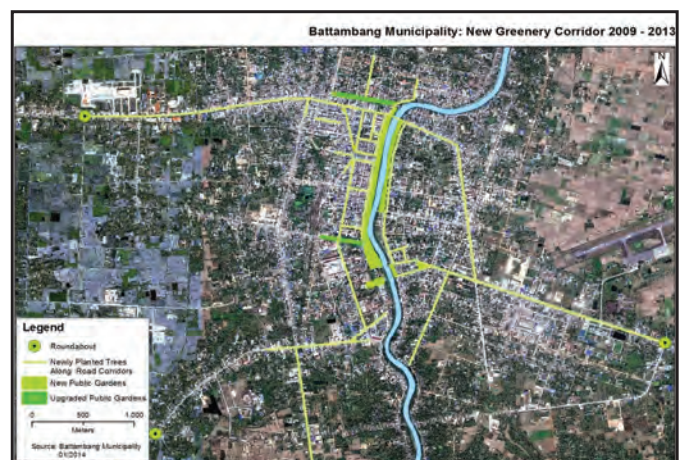 Battambang Municipality: New Greenery Corridor 2009 - 2013
N
Legend
Roundabout
Newly Planted Trees
Along Road Corridors
New Public Gardens
Upgraded Public Gardens
0 500 1,000
Meters
Source: Battambang Municipality
01/2014